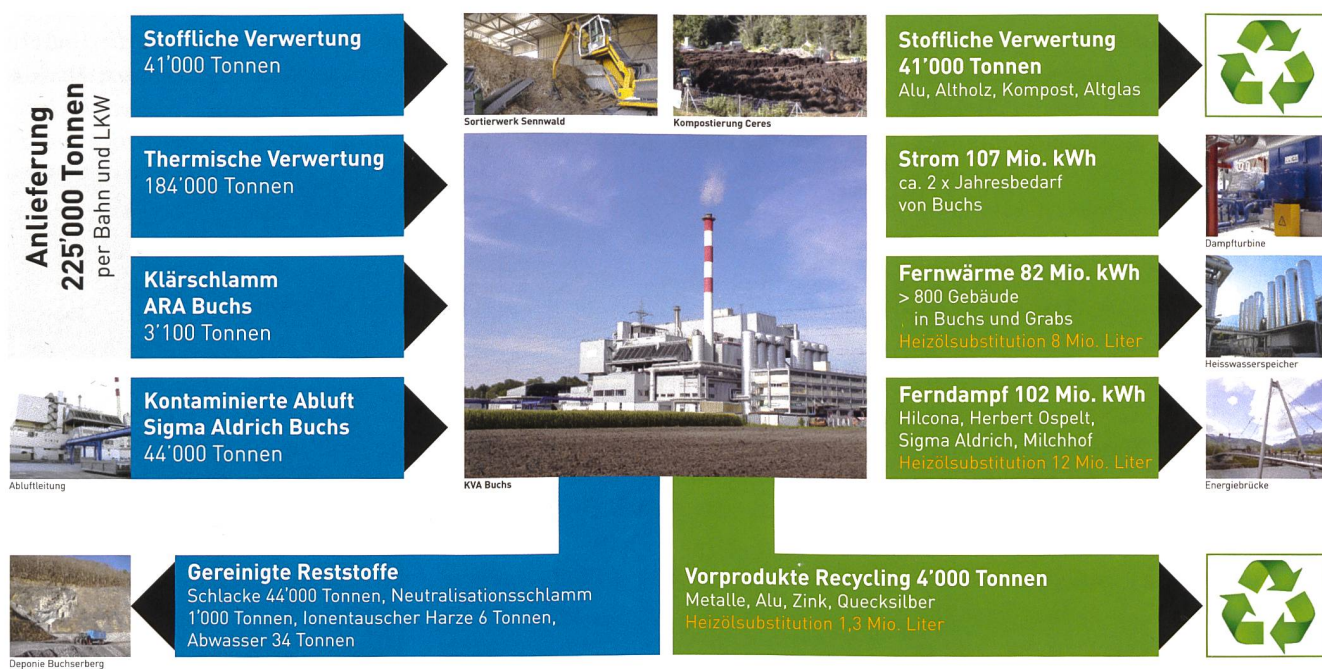 Anlieferung
225'000 Tonnen
per Bahn und LKW
Stoffliche Verwertung
41'000 Tonnen
Thermische Verwertung
184'000 Tonnen
Klärschlamm
ARA Buchs
3'100 Tonnen
Kontaminierte Abluft
Sigma Aldrich Buchs
44'000 Tonnen
Abluftleitung
Sortierwerk Sennwald
Kompostierung Ceres
KVA Buchs
Stoffliche Verwertung
41'000 Tonnen
Alu, Altholz, Kompost, Altglas
Strom 107 Mio. kWh
ca. 2 x Jahresbedarf
von Buchs
Dampfturbine
Fernwärme 82 Mio. kWh
> 800 Gebäude
in Buchs und Grabs
Heizölsubstitution 8 Mio. Liter
Heisswasserspeicher
Ferndampf 102 Mio. kWh
Hilcona, Herbert Ospelt,
Sigma Aldrich, Milchhof
Heizölsubstitution 12 Mio. Liter
Energiebrücke
Gereinigte Reststoffe
Schlacke 44'000 Tonnen, Neutralisationsschlamm
1'000 Tonnen, Ionentauscher Harze 6 Tonnen,
Abwasser 34 Tonnen
Deponie Buchserberg
Vorprodukte Recycling 4'000 Tonnen
Metalle, Alu, Zink, Quecksilber
Heizölsubstitution 1,3 Mio. Liter